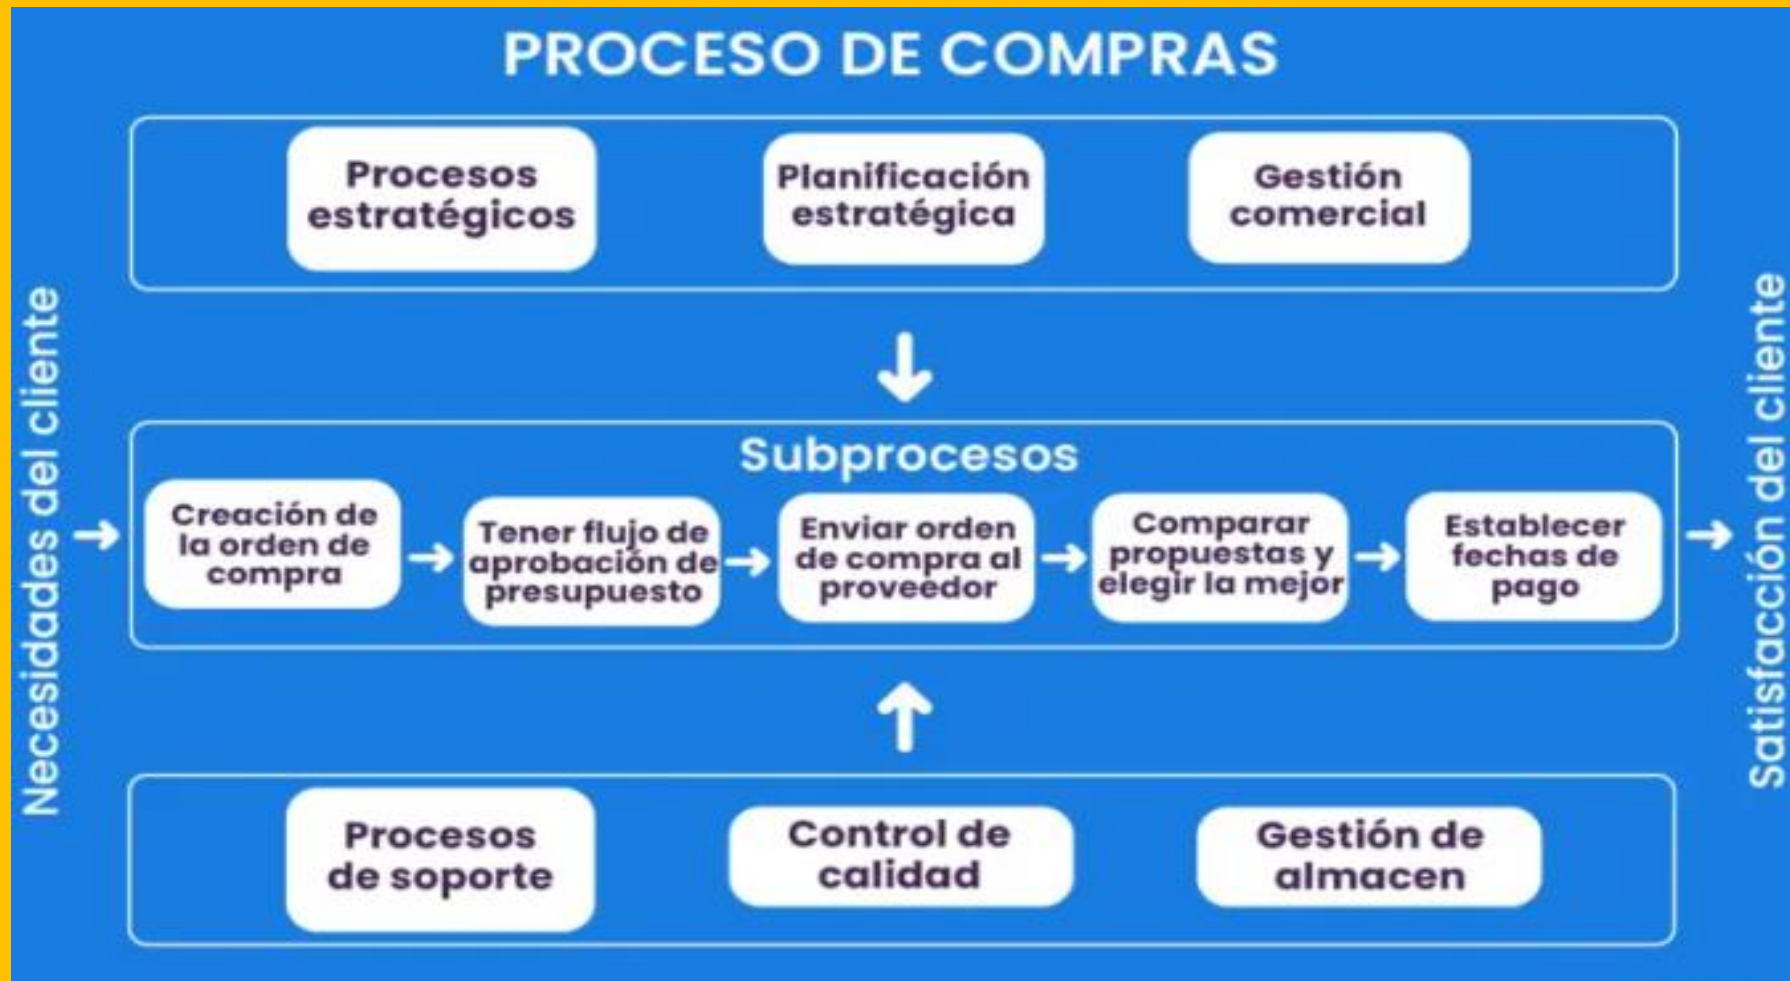 PROCESO DE COMPRAS
Procesos
estratégicos
Planificación
estratégica
Gestión
comercial
Necesidades del cliente
Subprocesos
Creación de
la orden de
compra
Tener flujo de
aprobación de
presupuesto
Enviar orden
de compra al
proveedor
Comparar
propuestas y
elegir la mejor
Establecer
fechas de
pago
Satisfacción del cliente
Procesos
de soporte
Control de
calidad
Gestión de
almacen